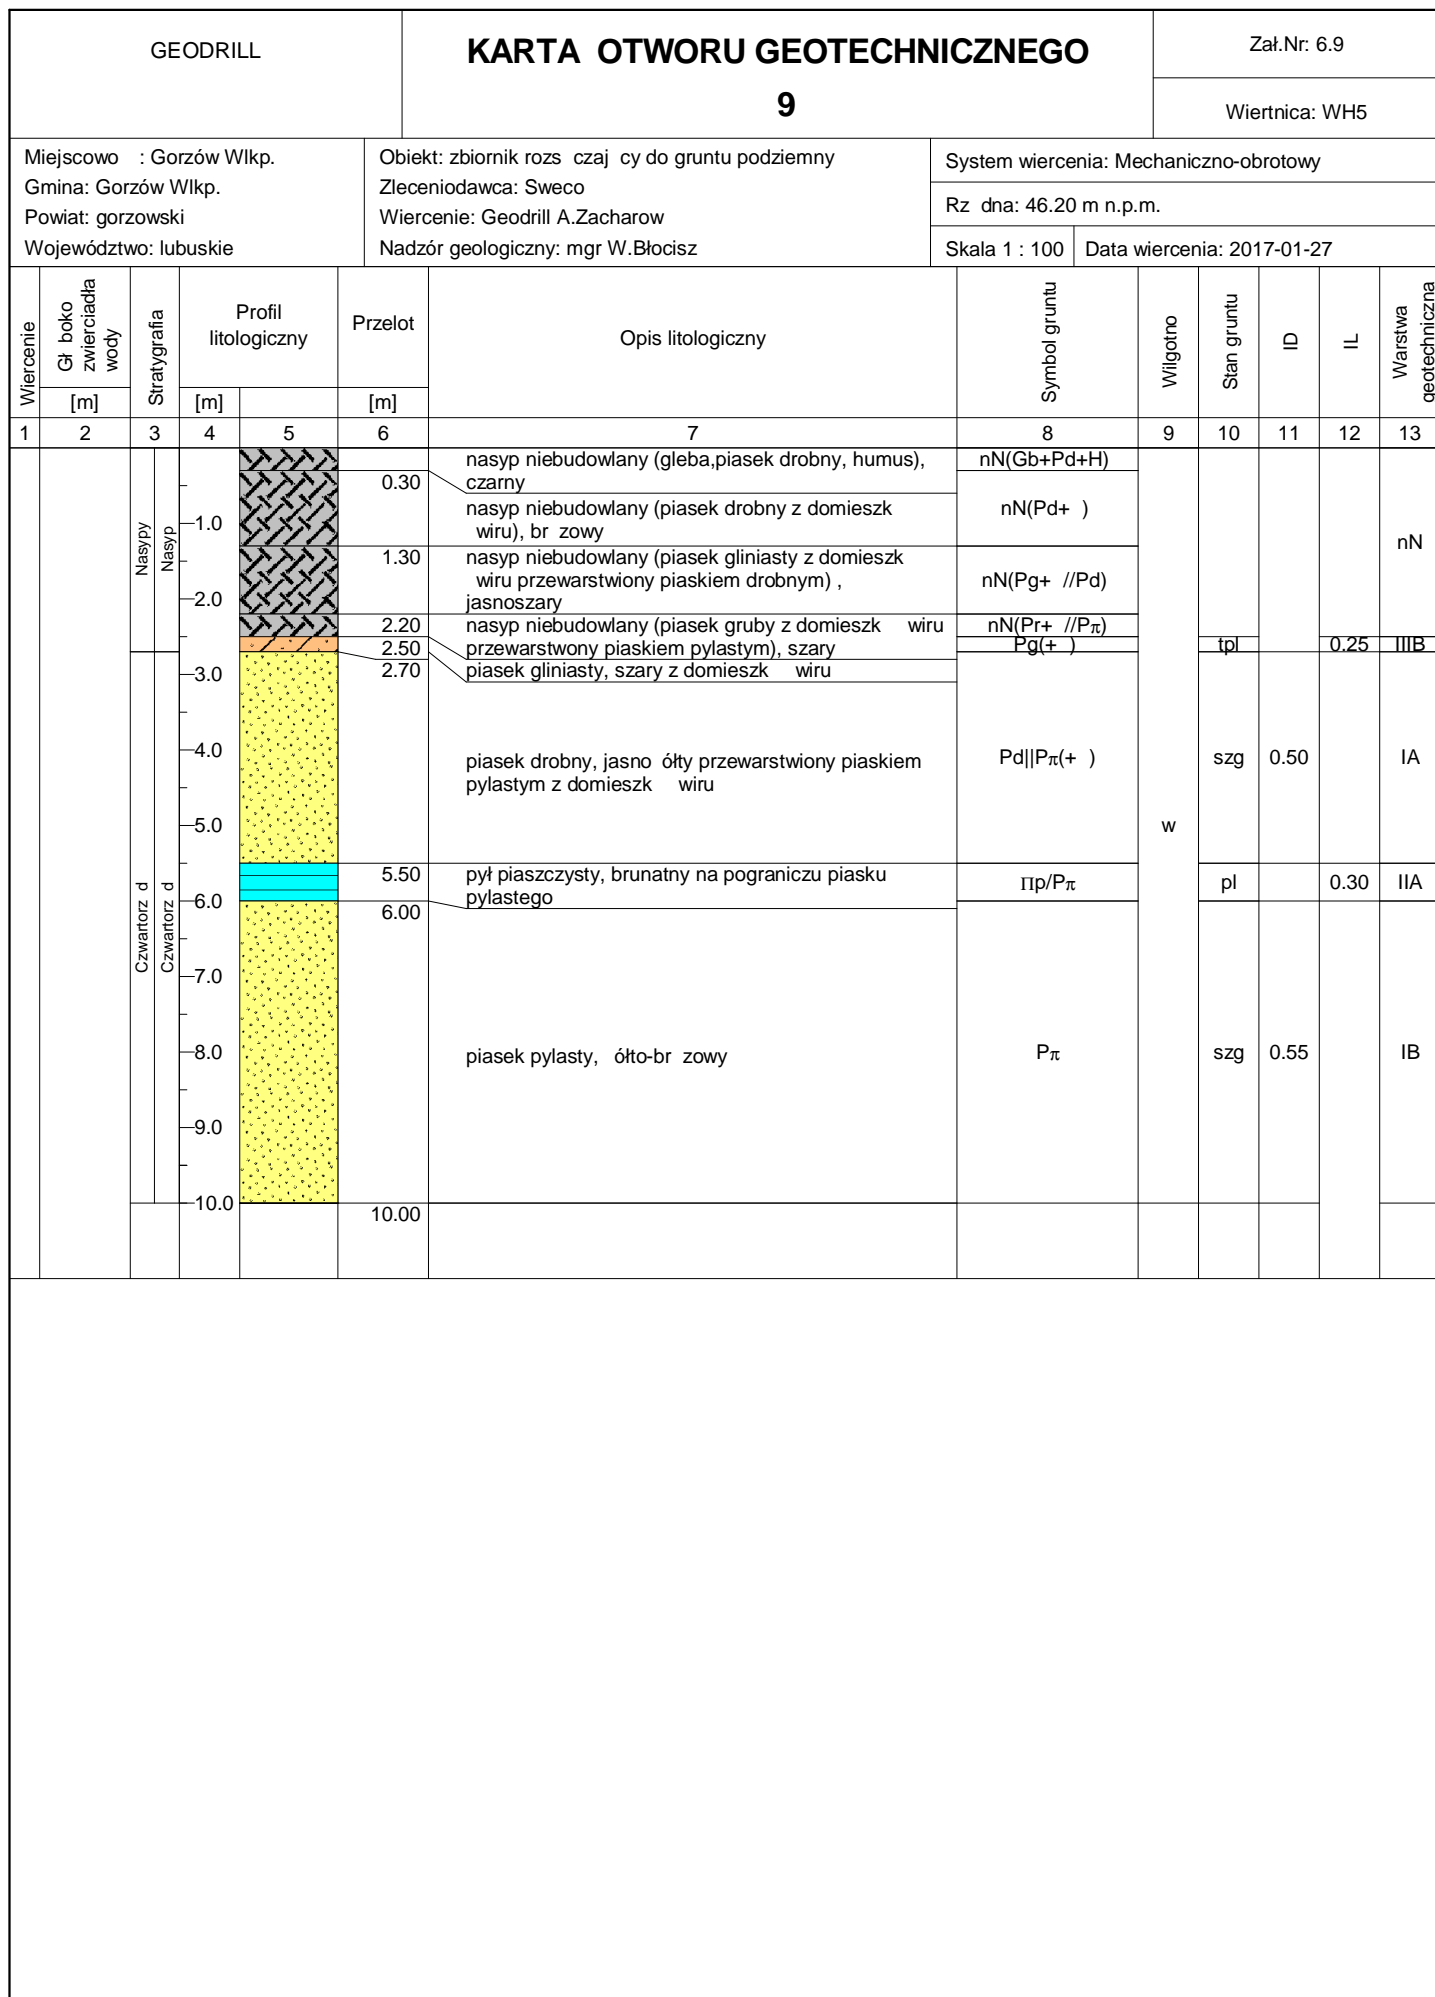 GEODRILL
KARTA OTWORU GEOTECHNICZNEGO
9
Zał.Nr: 6.9
Wiertnica: WH5
Miejscowo : Gorzów Wlkp.
Gmina: Gorzów Wlkp.
Powiat: gorzowski
Województwo: lubuskie
Obiekt: zbiornik rozs czaj cy do gruntu podziemny
Zleceniodawca: Sweco
Wiercenie: Geodrill A.Zacharow
Nadzór geologiczny: mgr W.Błocisz
System wiercenia: Mechaniczno-obrotowy
Rz dna: 46.20 m n.p.m.
Skala 1 : 100 Data wiercenia: 2017-01-27
Wiercenie
Gł boko
zwierciadła
wody
[m]
Stratygrafia
Profil
litologiczny
[m]
Przelot
[m]
Opis litologiczny
Symbol gruntu
Wilgotno
Stan gruntu
ID
IL
Warstwa
geotechniczna
1 2 3 4 5 6 7 8 9 10 11 12 13
Nasypy
Nasyp
Czwartorz d
Czwartorz d
1.0
2.0
3.0
4.0
5.0
6.0
7.0
8.0
9.0
10.0
0.30
1.30
2.20
2.50
2.70
5.50
6.00
10.00
nasyp niebudowlany (gleba,piasek drobny, humus),
czarny
nasyp niebudowlany (piasek drobny z domieszk
wiru), br zowy
nasyp niebudowlany (piasek gliniasty z domieszk
wiru przewarstwiony piaskiem drobnym) ,
jasnoszary
nasyp niebudowlany (piasek gruby z domieszk wiru
przewarstwony piaskiem pylastym), szary
piasek gliniasty, szary z domieszk wiru
piasek drobny, jasno ółty przewarstwiony piaskiem
pylastym z domieszk wiru
pył piaszczysty, brunatny na pograniczu piasku
pylastego
piasek pylasty, ółto-br zowy
nN(Gb+Pd+H)
nN(Pd+ )
nN(Pg+ //Pd)
nN(Pr+ //Pπ)
Pg(+ )
Pd||Pπ(+ )
Πp/Pπ
Pπ
w
tpl
szg
pl
szg
0.50
0.55
0.25
0.30
nN
IIIB
IA
IIA
IB